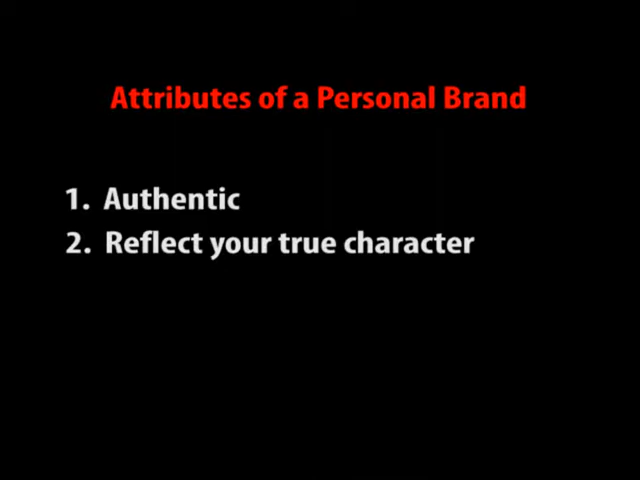 Attributes of a Personal Brand
1. Authentic
2. Reflect your true character